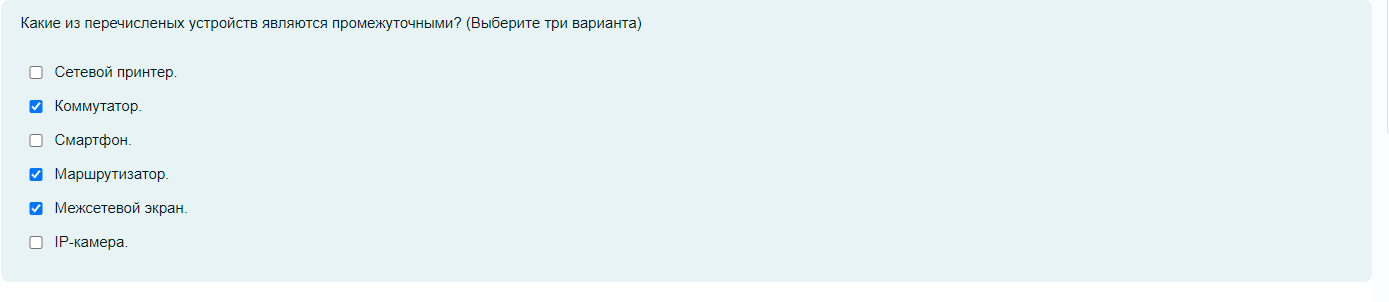 Какие из перечисленых устройств являются промежуточными? (Выберите три варианта)
Сетевой принтер.
Коммутатор.
Смартфон.
Маршрутизатор.
Межсетевой экран.
IP-камера.